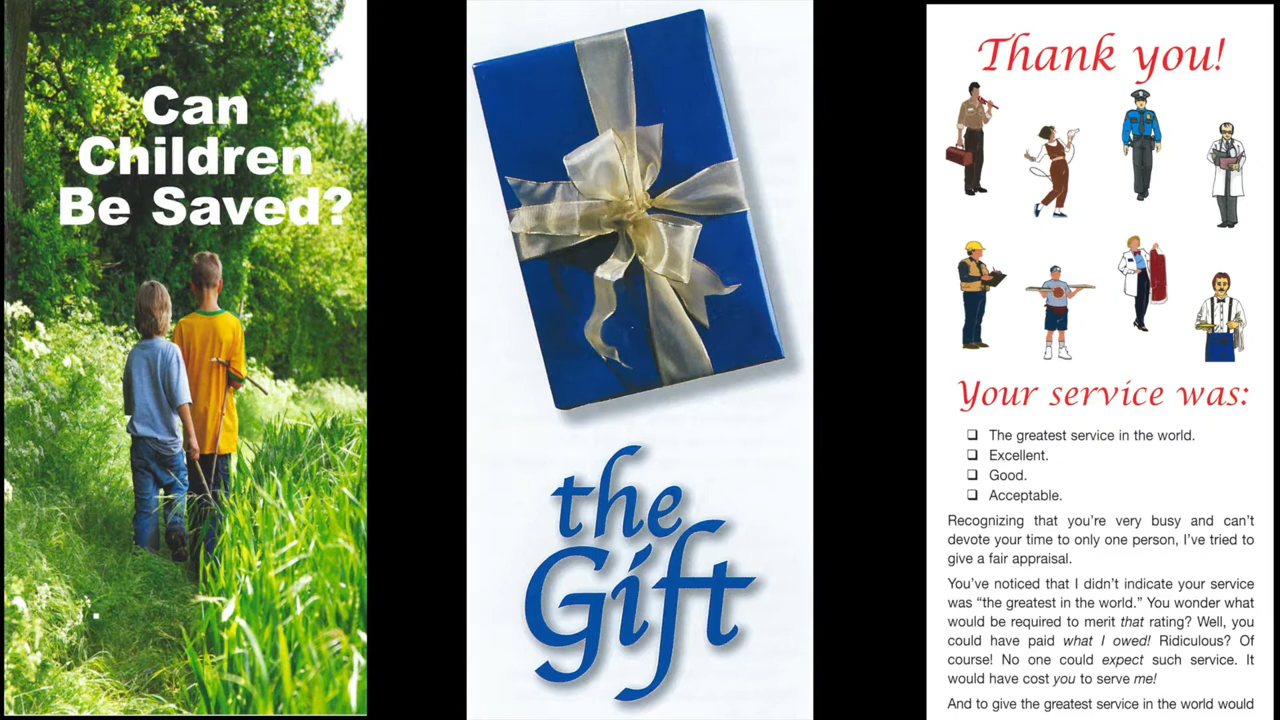 Can
Children
Be Saved?
the
Gift
Thank you!
Your service was:
❏ The greatest service in the world.
❏ Excellent.
❏ Good.
❏ Acceptable.
Recognizing that you’re very busy and can’t
devote your time to only one person, I’ve tried to
give a fair appraisal.
You’ve noticed that I didn’t indicate your service
was “the greatest in the world.” You wonder what
would be required to merit that rating? Well, you
could have paid what I owed! Ridiculous? Of
course! No one could expect such service. It
would have cost you to serve me!
And to give the greatest service in the world would